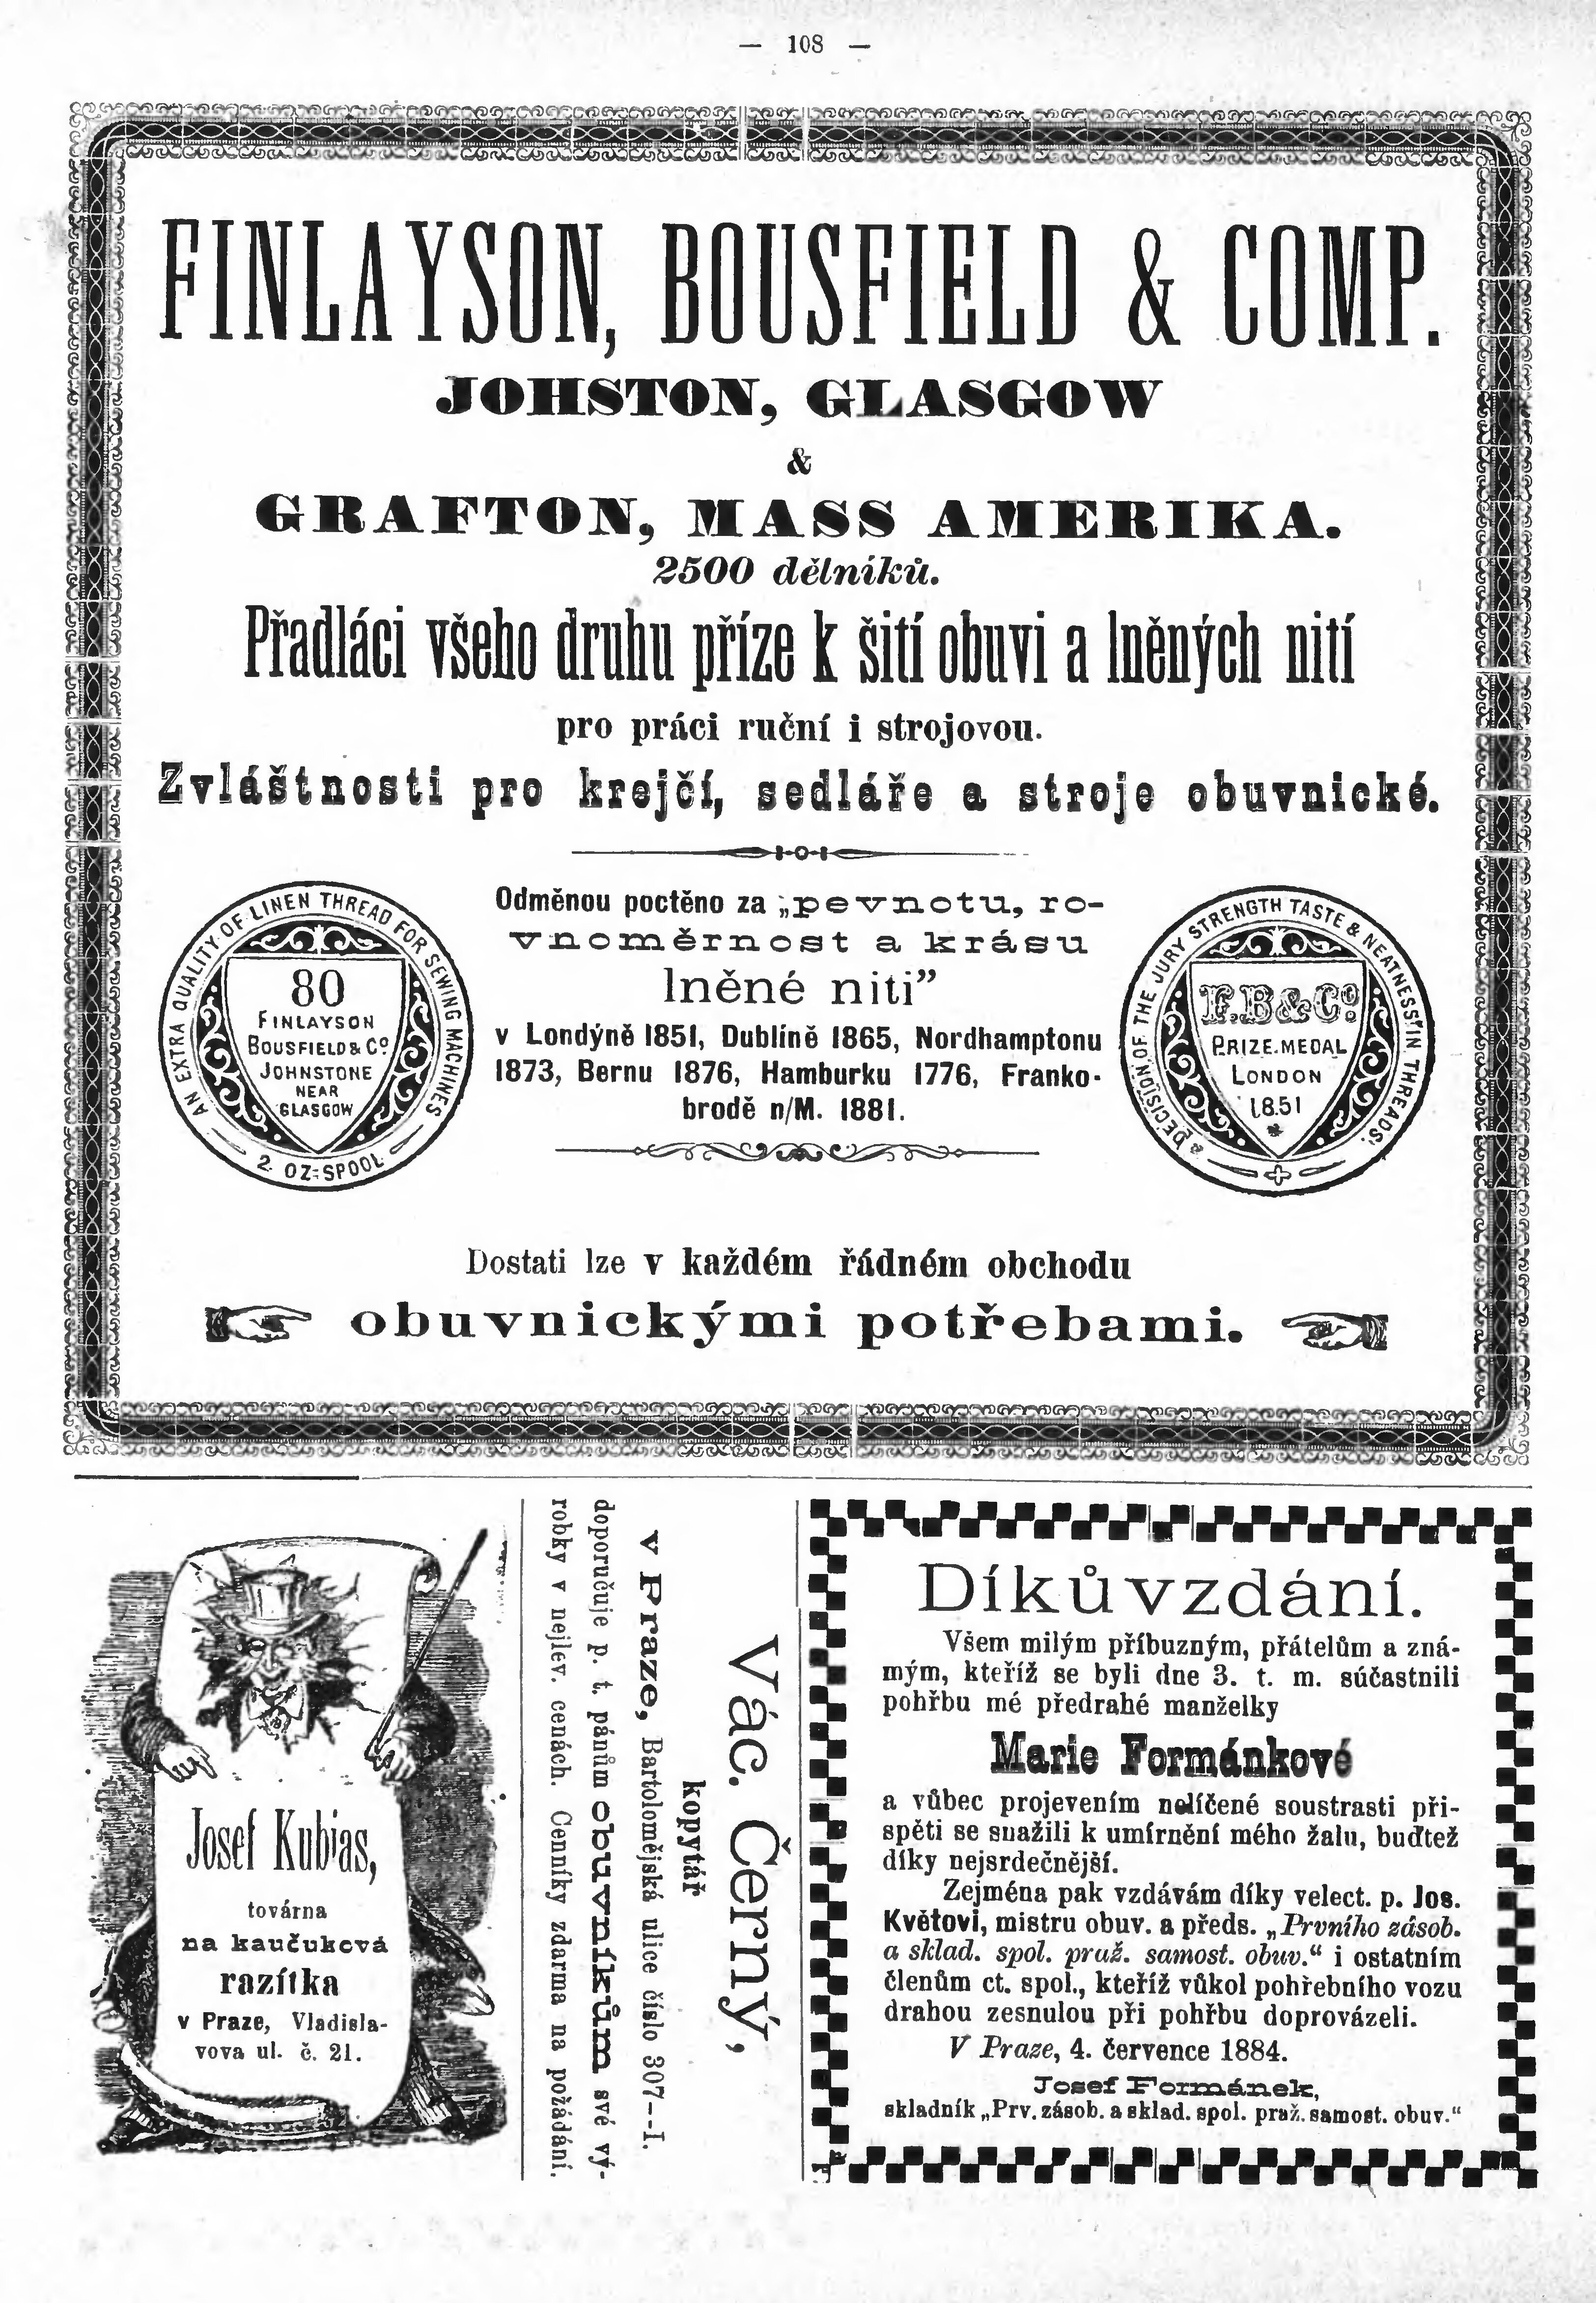 — 108 —
FINLAYSON, BOUSFIELD & COMP.
JOHSTON, GLASGOW
&
GRAFTON, MASS AMERIKA.
2500 dělníků.
Přadláci všeho druhu příze k šití obuvi a lněných nití
pro práci ruční i strojovou.
Zvláštnosti pro krejčí, sedláře a stroje obuvnické.
AN EXTRA QUALITY OF LINEN THREAD FOR SEWING MACHINES
80
FINLAYSON
BOUSFIELD & Co
JOHNSTONE
NEAR
GLASGOW
2 OZ-SPOOL
Odměnou poctěno za „pevnotu, ro-
vnoměrnost a krásu
lněné niti”
v Londýně 1851, Dublíně 1865, Nordhamptonu
1873, Bernu 1876, Hamburku 1776, Franko-
brodě n/M. 1881.
DECISION OF THE JURY STRENGTH TASTE & NEATNESS IN THREADS.
F.B & Co
PRIZE.MEDAL
LONDON
1851
Dostati lze v každém řádném obchodu
obuvnickými potřebami.
Josef Kubias,
továrna
na kaučuková
razítka
v Praze, Vladisla-
vova ul. č. 21.
Vác. Černý,
kopytář
v Praze, Bartolomějská ulice číslo 307--I.
doporučuje p. t. pánům obuvníkům své vý-
robky v nejlev. cenách. Cenníky zdarma na požádání.
Díkůvzdání.
Všem milým příbuzným, přátelům a zná-
mým, kteříž se byli dne 3. t. m. súčastnili
pohřbu mé předrahé manželky
Marie Formánkové
a vůbec projevením nelíčené soustrasti při-
spěti se snažili k umírnění mého žalu, buďtež
díky nejsrdečnější.
Zejména pak vzdávám díky velect. p. Jos.
Květovi, mistru obuv. a předs. „Prvního zásob.
a sklad. spol. praž. samost. obuv.“ i ostatním
členům ct. spol., kteříž vůkol pohřebního vozu
drahou zesnulou při pohřbu doprovázeli.
V Praze, 4. července 1884.
Josef Formánek,
skladník „Prv. zásob. a sklad. spol. praž. samost. obuv.“